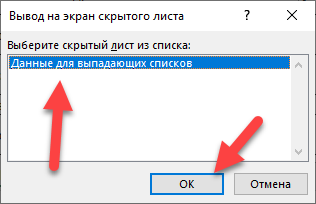 Вывод на экран скрытого листа
Выберите скрытый лист из списка:
Данные для выпадающих списков
ОК
Отмена